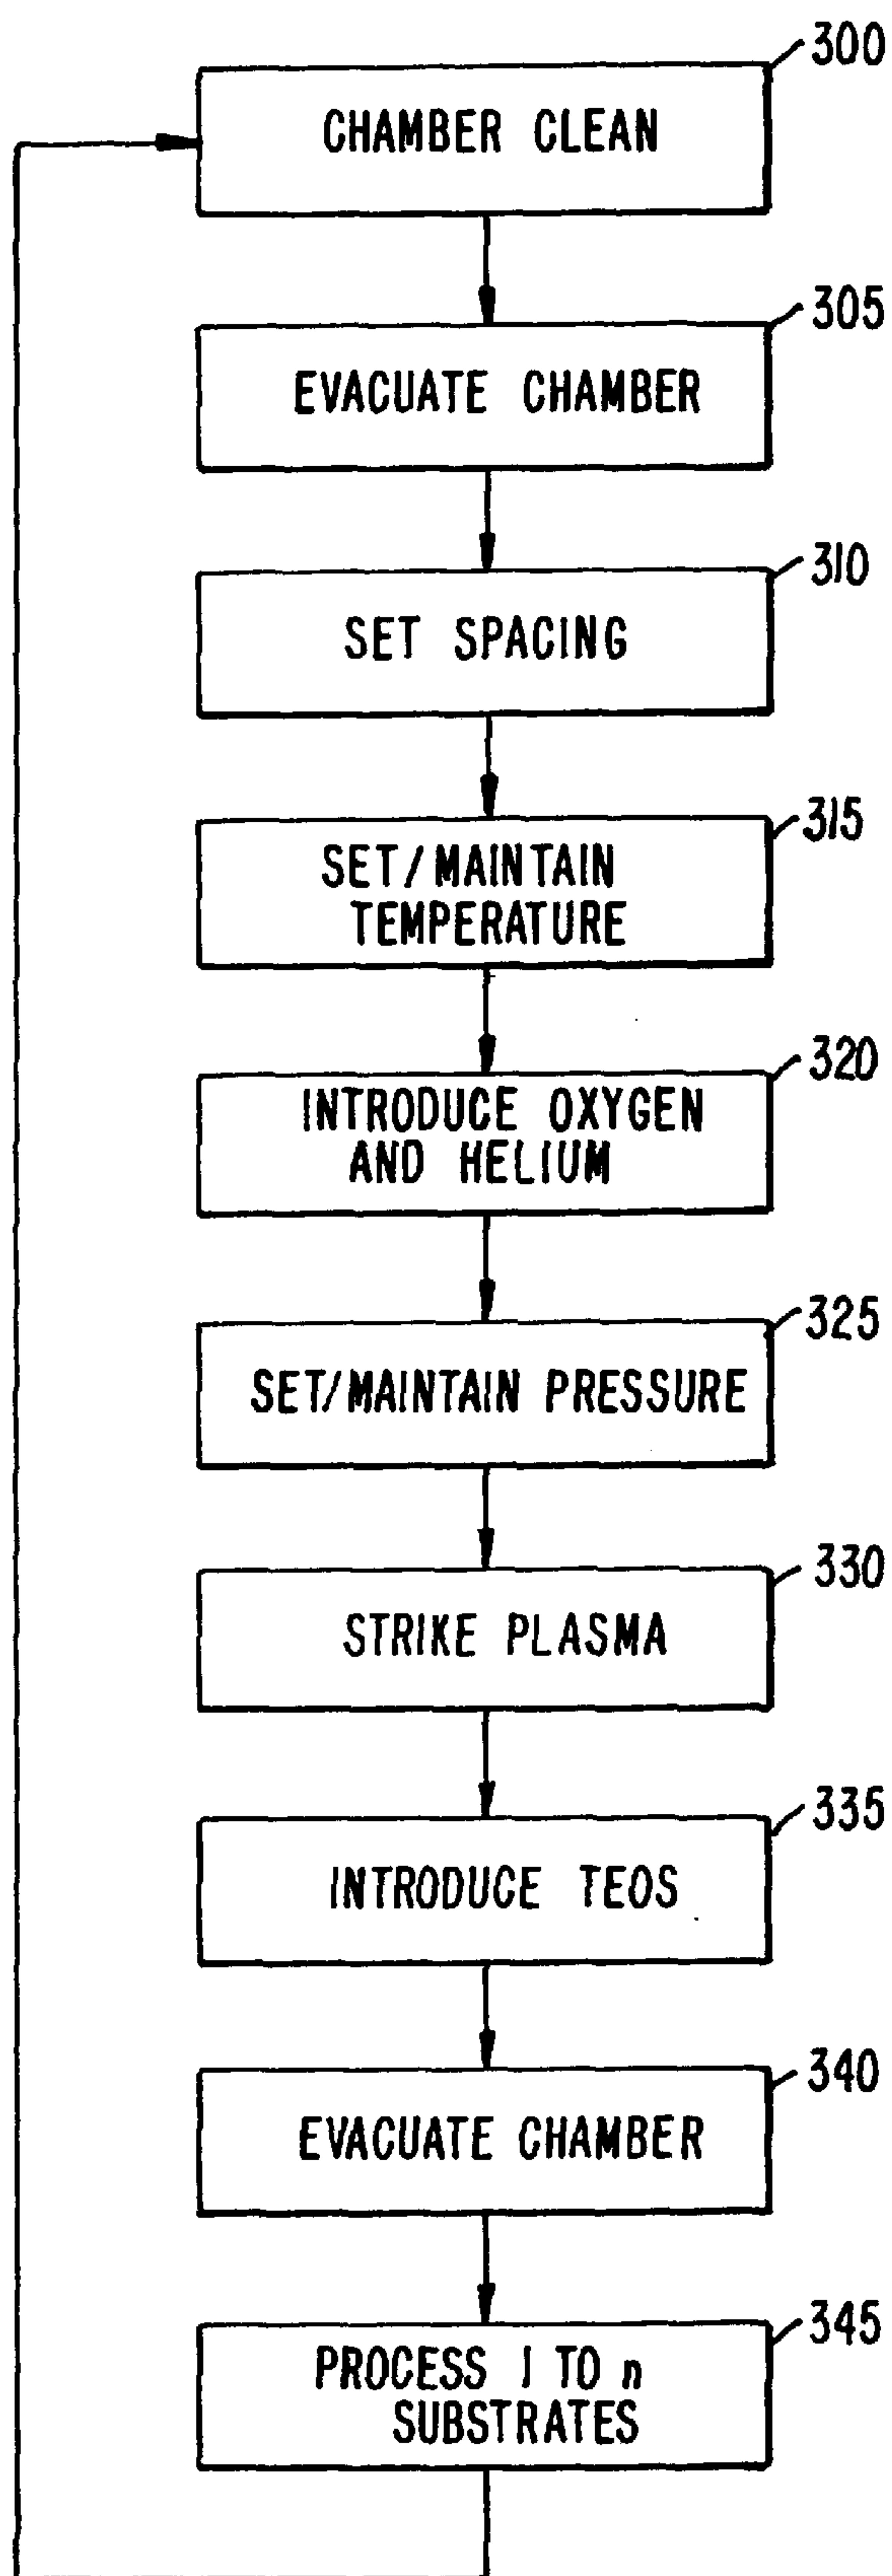 300
CHAMBER CLEAN
305
EVACUATE CHAMBER
310
SET SPACING
315
SET/MAINTAIN
TEMPERATURE
320
INTRODUCE OXYGEN
AND HELIUM
325
SET/MAINTAIN PRESSURE
330
STRIKE PLASMA
335
INTRODUCE TEOS
340
EVACUATE CHAMBER
345
PROCESS 1 TO n
SUBSTRATES